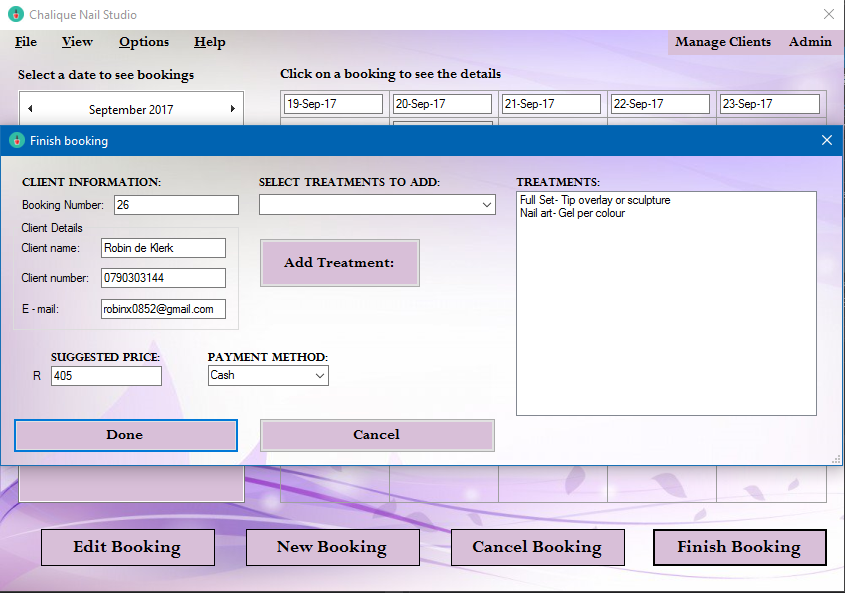 Chalique Nail Studio
File View Options Help Manage Clients Admin
Select a date to see bookings
Click on a booking to see the details
September 2017
19-Sep-17 20-Sep-17 21-Sep-17 22-Sep-17 23-Sep-17
Finish booking
CLIENT INFORMATION:
Booking Number: 26
Client Details
Client name: Robin de Klerk
Client number: 0790303144
E - mail: robinx0852@gmail.com
SELECT TREATMENTS TO ADD:
Add Treatment:
TREATMENTS:
Full Set- Tip overlay or sculpture
Nail art- Gel per colour
SUGGESTED PRICE:
R 405
PAYMENT METHOD:
Cash
Done
Cancel
Edit Booking
New Booking
Cancel Booking
Finish Booking